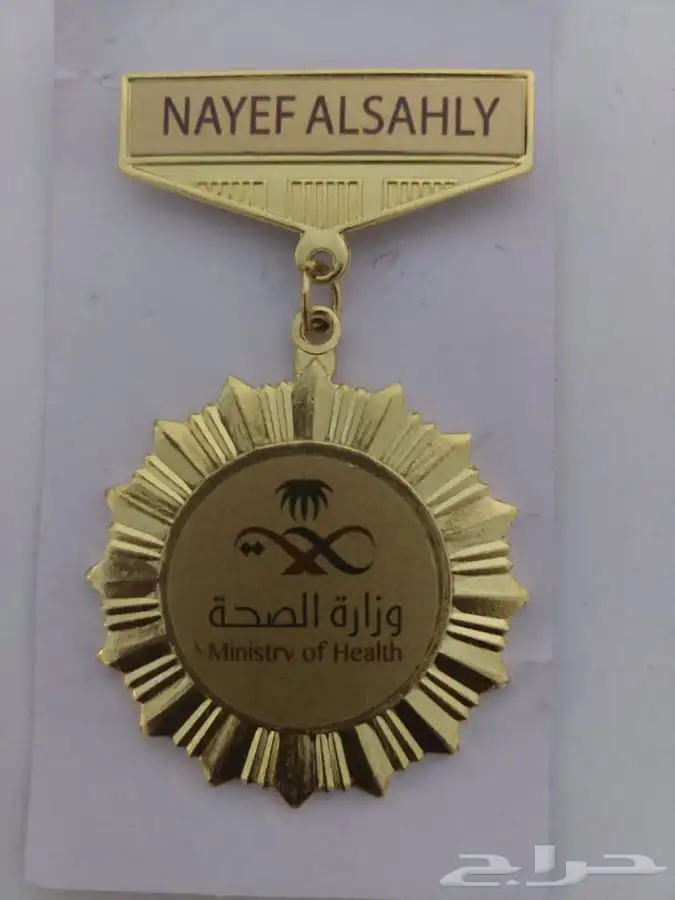 NAYEF ALSAHLY
وزارة الصحة
Ministry of Health
حراج